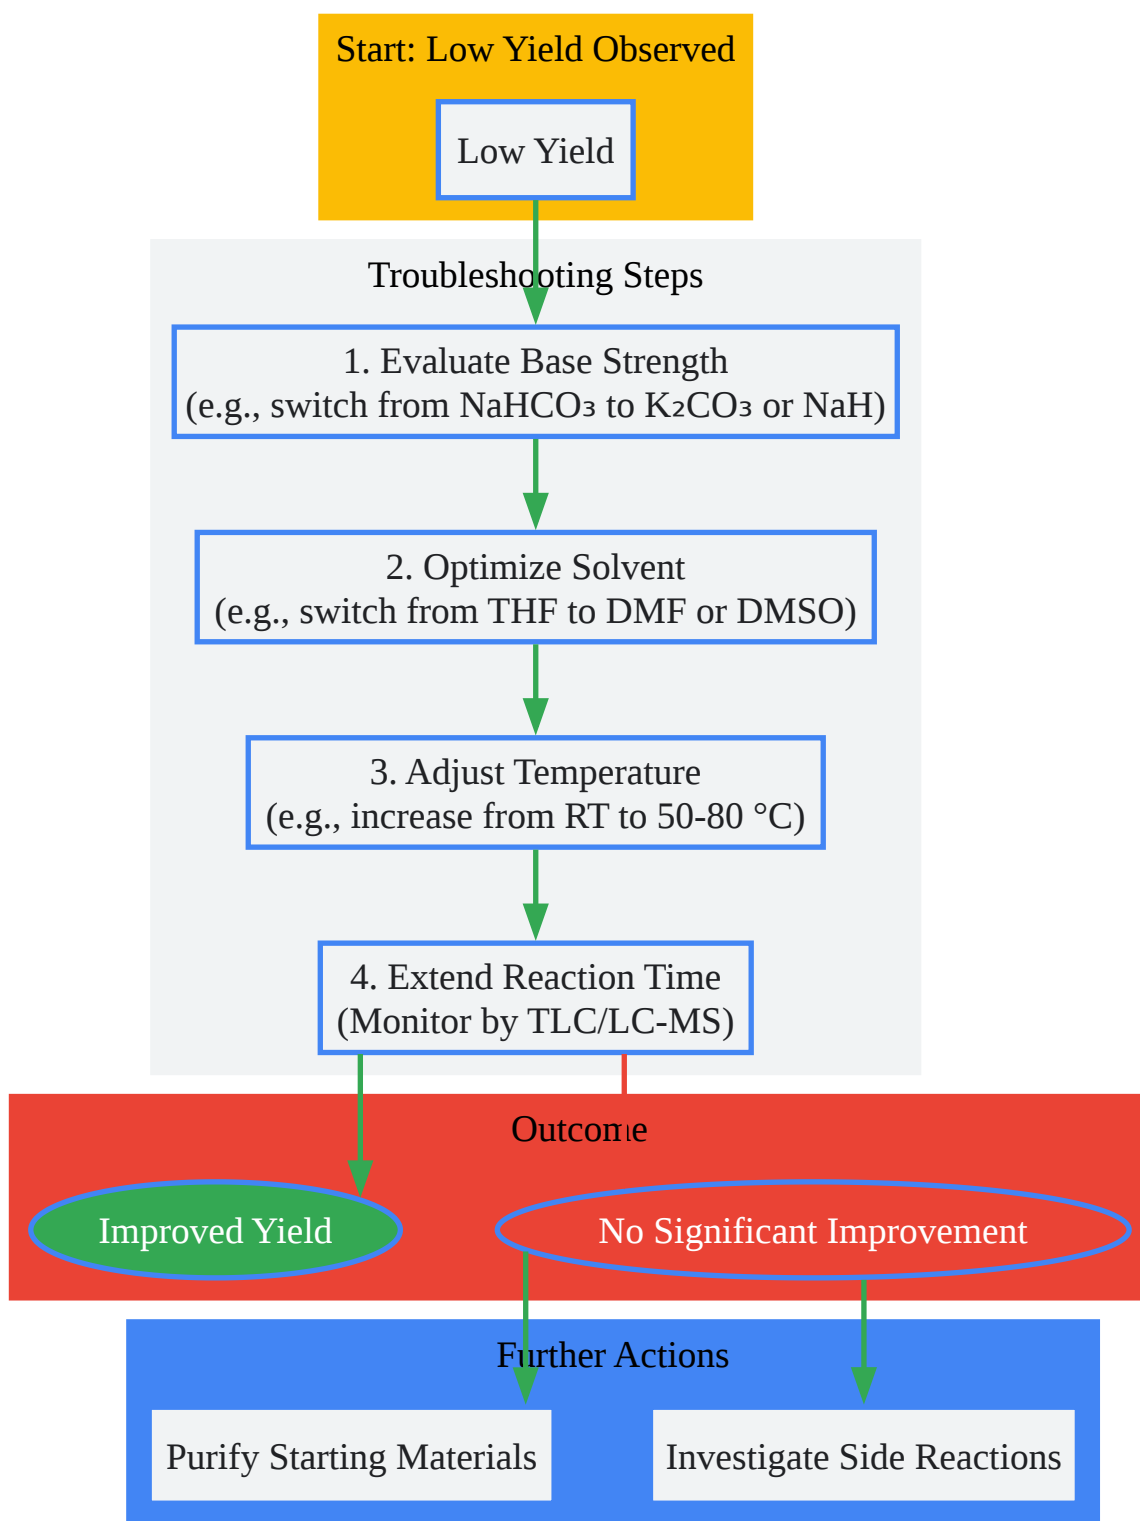 Start: Low Yield Observed
Low Yield
Troubleshooting Steps
1. Evaluate Base Strength
(e.g., switch from NaHCO₃ to K₂CO₃ or NaH)
2. Optimize Solvent
(e.g., switch from THF to DMF or DMSO)
3. Adjust Temperature
(e.g., increase from RT to 50-80 °C)
4. Extend Reaction Time
(Monitor by TLC/LC-MS)
Outcome
Improved Yield
No Significant Improvement
Further Actions
Purify Starting Materials
Investigate Side Reactions